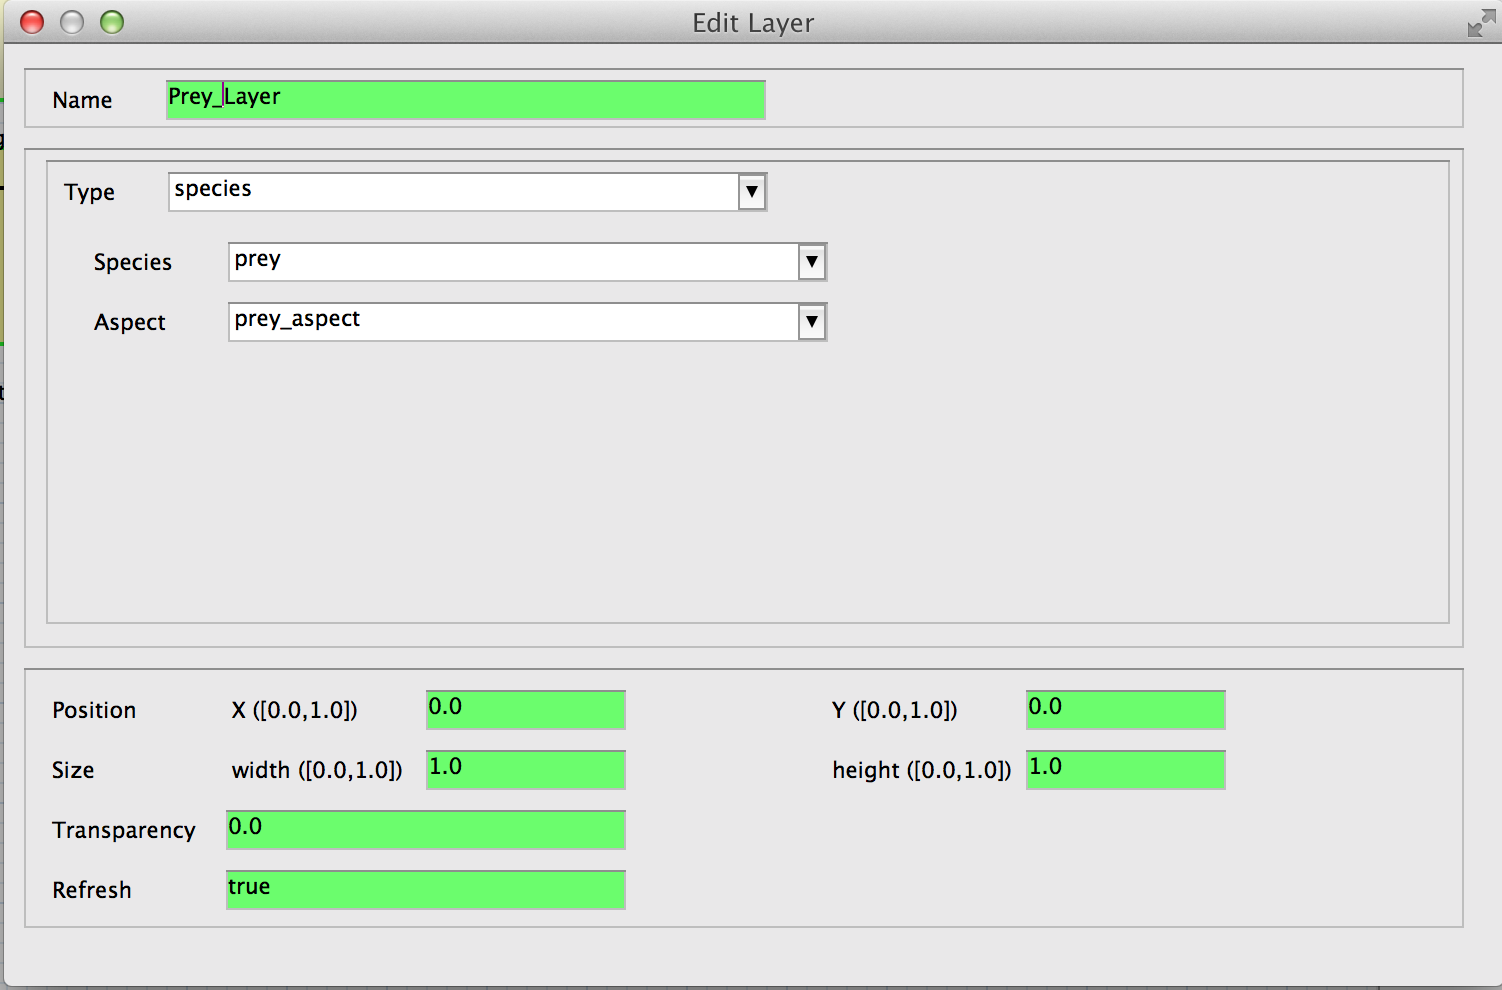 Edit Layer
Name Prey_Layer
Type species ▼
Species prey ▼
Aspect prey_aspect ▼
Position X ([0.0,1.0]) 0.0 Y ([0.0,1.0]) 0.0
Size width ([0.0,1.0]) 1.0 height ([0.0,1.0]) 1.0
Transparency 0.0
Refresh true